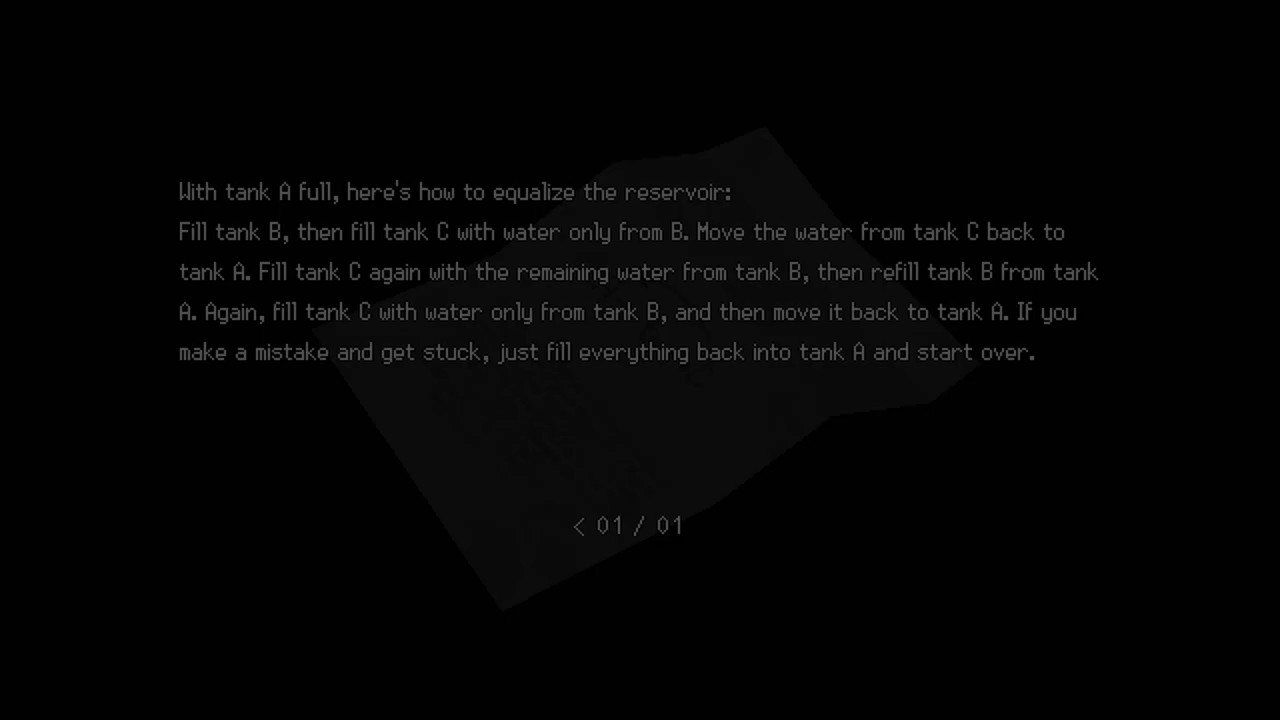 With tank A full, here's how to equalize the reservoir:
Fill tank B, then fill tank C with water only from B. Move the water from tank C back to
tank A. Fill tank C again with the remaining water from tank B, then refill tank B from tank
A. Again, fill tank C with water only from tank B, and then move it back to tank A. If you
make a mistake and get stuck, just fill everything back into tank A and start over.
< 01 / 01